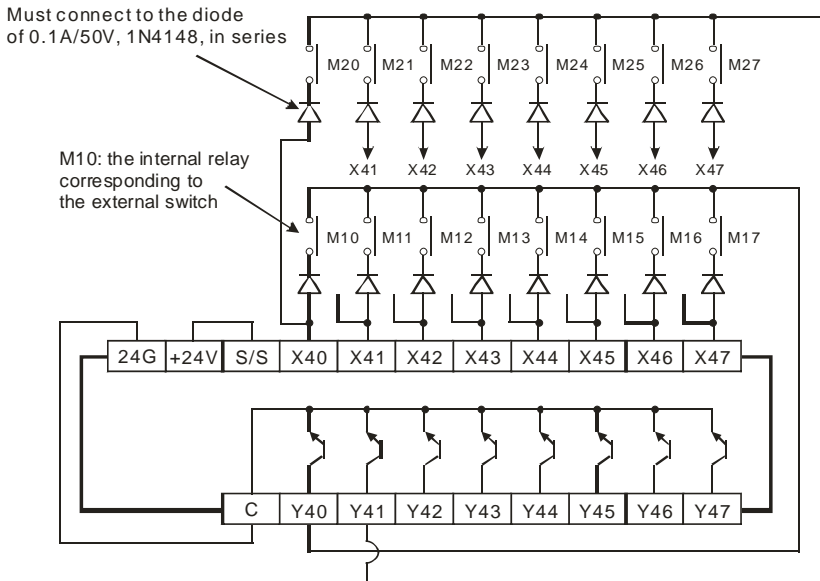 Must connect to the diode
of 0.1A/50V, 1N4148, in series
M20 M21 M22 M23 M24 M25 M26 M27
X41 X42 X43 X44 X45 X46 X47
M10: the internal relay
corresponding to
the external switch
M10 M11 M12 M13 M14 M15 M16 M17
24G +24V S/S X40 X41 X42 X43 X44 X45 X46 X47
C Y40 Y41 Y42 Y43 Y44 Y45 Y46 Y47